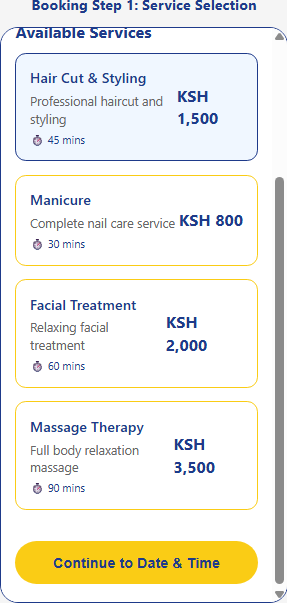 Booking Step 1: Service Selection
Available Services
Hair Cut & Styling
Professional haircut and
styling
KSH
1,500
45 mins
Manicure
Complete nail care service KSH 800
30 mins
Facial Treatment
Relaxing facial
treatment
KSH
2,000
60 mins
Massage Therapy
Full body relaxation
massage
KSH
3,500
90 mins
Continue to Date & Time